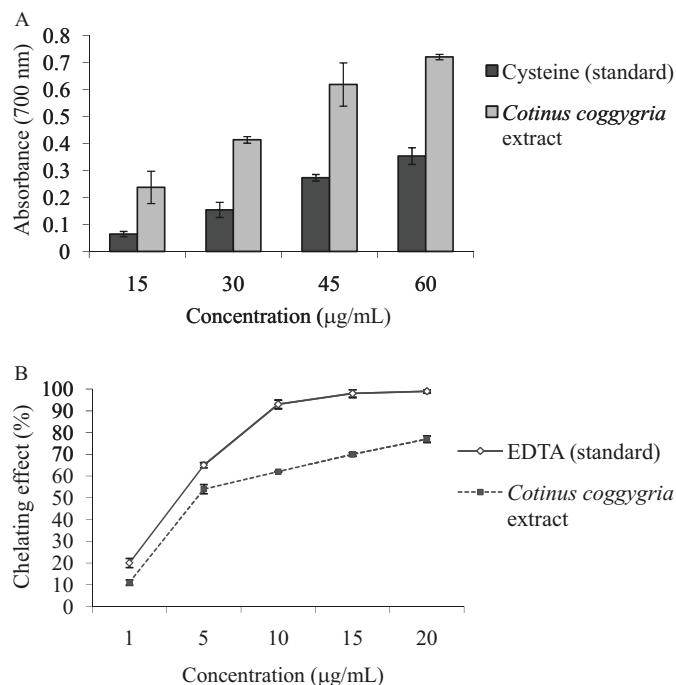 A
Absorbance (700 nm)
0.8
0.7
0.6
0.5
0.4
0.3
0.2
0.1
0
15 30 45 60
Concentration (µg/mL)
Cysteine (standard)
Cotinus coggygria
extract
B
Chelating effect (%)
100
90
80
70
60
50
40
30
20
10
0
1 5 10 15 20
Concentration (µg/mL)
EDTA (standard)
Cotinus coggygria
extract